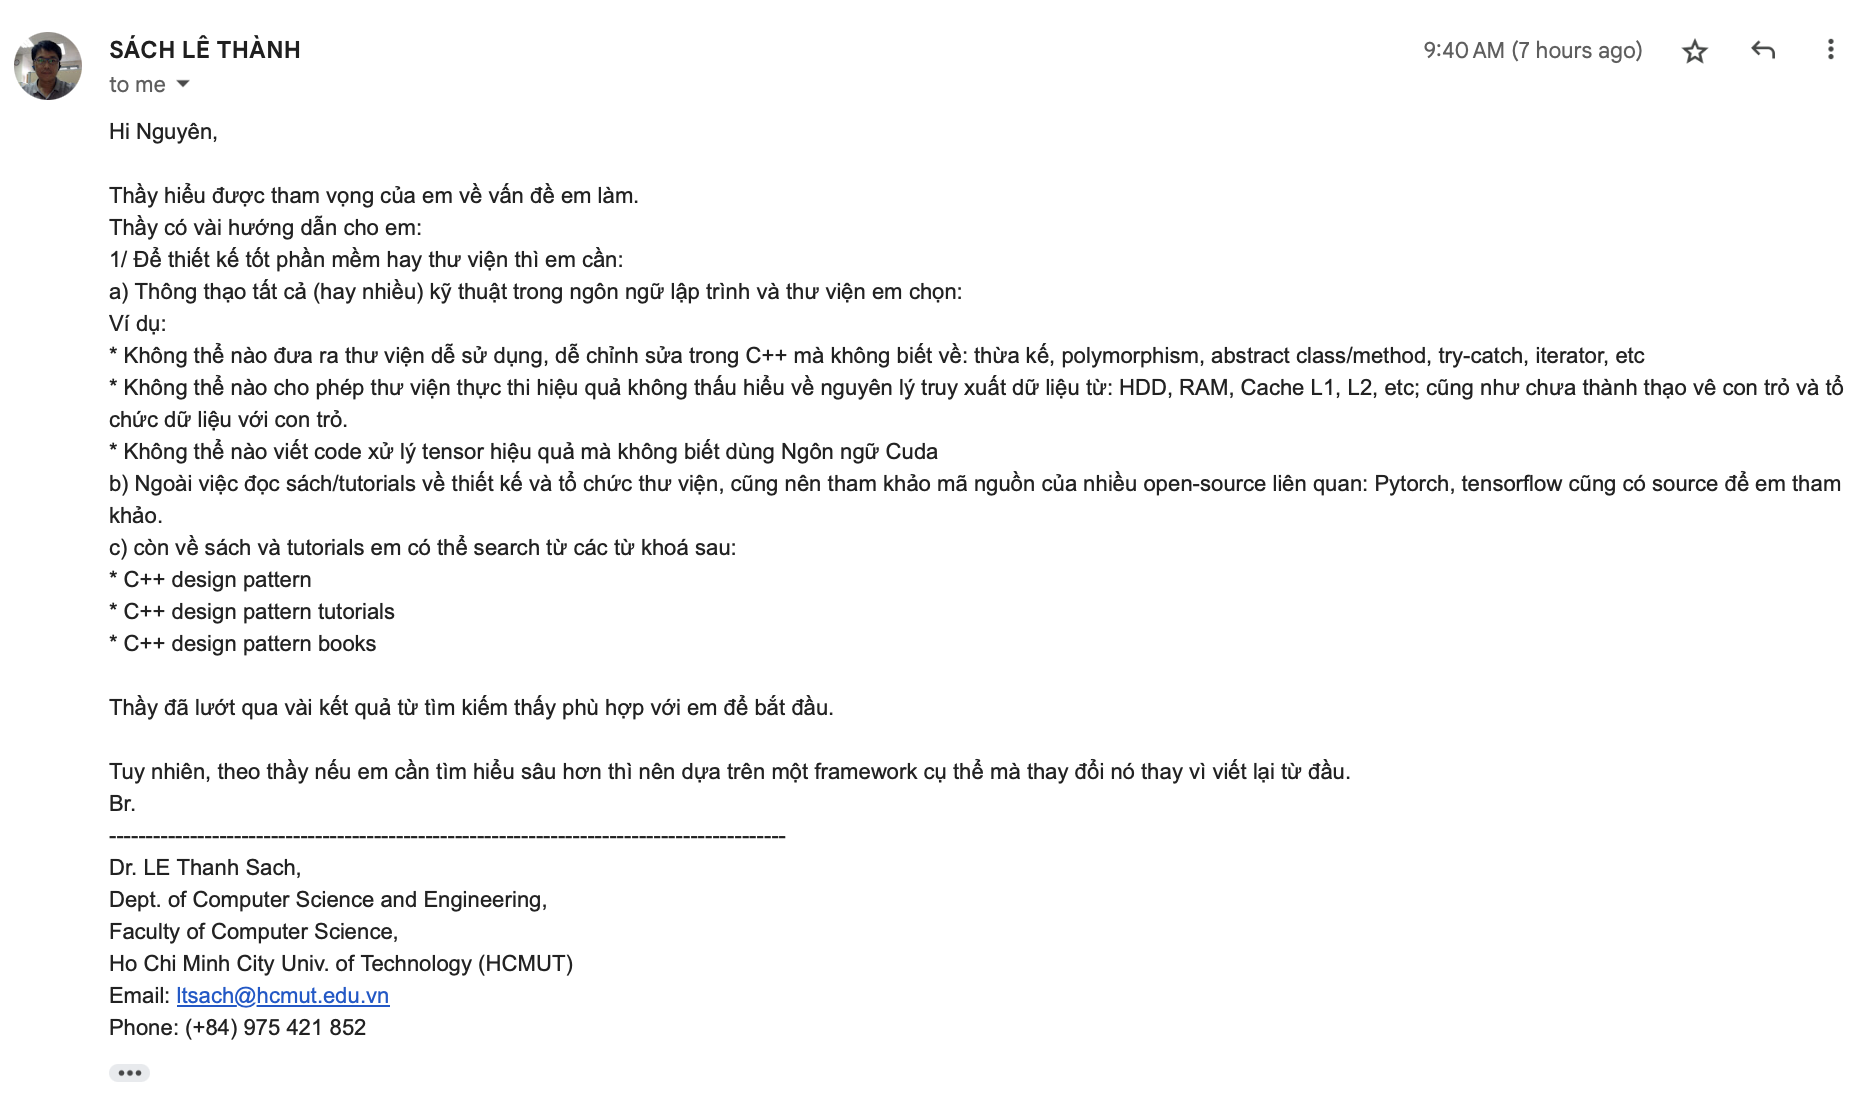 SÁCH LÊ THÀNH
9:40 AM (7 hours ago)
to me
Hi Nguyên,
Thầy hiểu được tham vọng của em về vấn đề em làm.
Thầy có vài hướng dẫn cho em:
1/ Để thiết kế tốt phần mềm hay thư viện thì em cần:
a) Thông thạo tất cả (hay nhiều) kỹ thuật trong ngôn ngữ lập trình và thư viện em chọn:
Ví dụ:
* Không thể nào đưa ra thư viện dễ sử dụng, dễ chỉnh sửa trong C++ mà không biết về: thừa kế, polymorphism, abstract class/method, try-catch, iterator, etc
* Không thể nào cho phép thư viện thực thi hiệu quả không thấu hiểu về nguyên lý truy xuất dữ liệu từ: HDD, RAM, Cache L1, L2, etc; cũng như chưa thành thạo vê con trỏ và tổ
chức dữ liệu với con trỏ.
* Không thể nào viết code xử lý tensor hiệu quả mà không biết dùng Ngôn ngữ Cuda
b) Ngoài việc đọc sách/tutorials về thiết kế và tổ chức thư viện, cũng nên tham khảo mã nguồn của nhiều open-source liên quan: Pytorch, tensorflow cũng có source để em tham
khảo.
c) còn về sách và tutorials em có thể search từ các từ khoá sau:
* C++ design pattern
* C++ design pattern tutorials
* C++ design pattern books
Thầy đã lướt qua vài kết quả từ tìm kiếm thấy phù hợp với em để bắt đầu.
Tuy nhiên, theo thầy nếu em cần tìm hiểu sâu hơn thì nên dựa trên một framework cụ thể mà thay đổi nó thay vì viết lại từ đầu.
Br.
---------------------------------------------------------------------------------------------
Dr. LE Thanh Sach,
Dept. of Computer Science and Engineering,
Faculty of Computer Science,
Ho Chi Minh City Univ. of Technology (HCMUT)
Email: ltsach@hcmut.edu.vn
Phone: (+84) 975 421 852